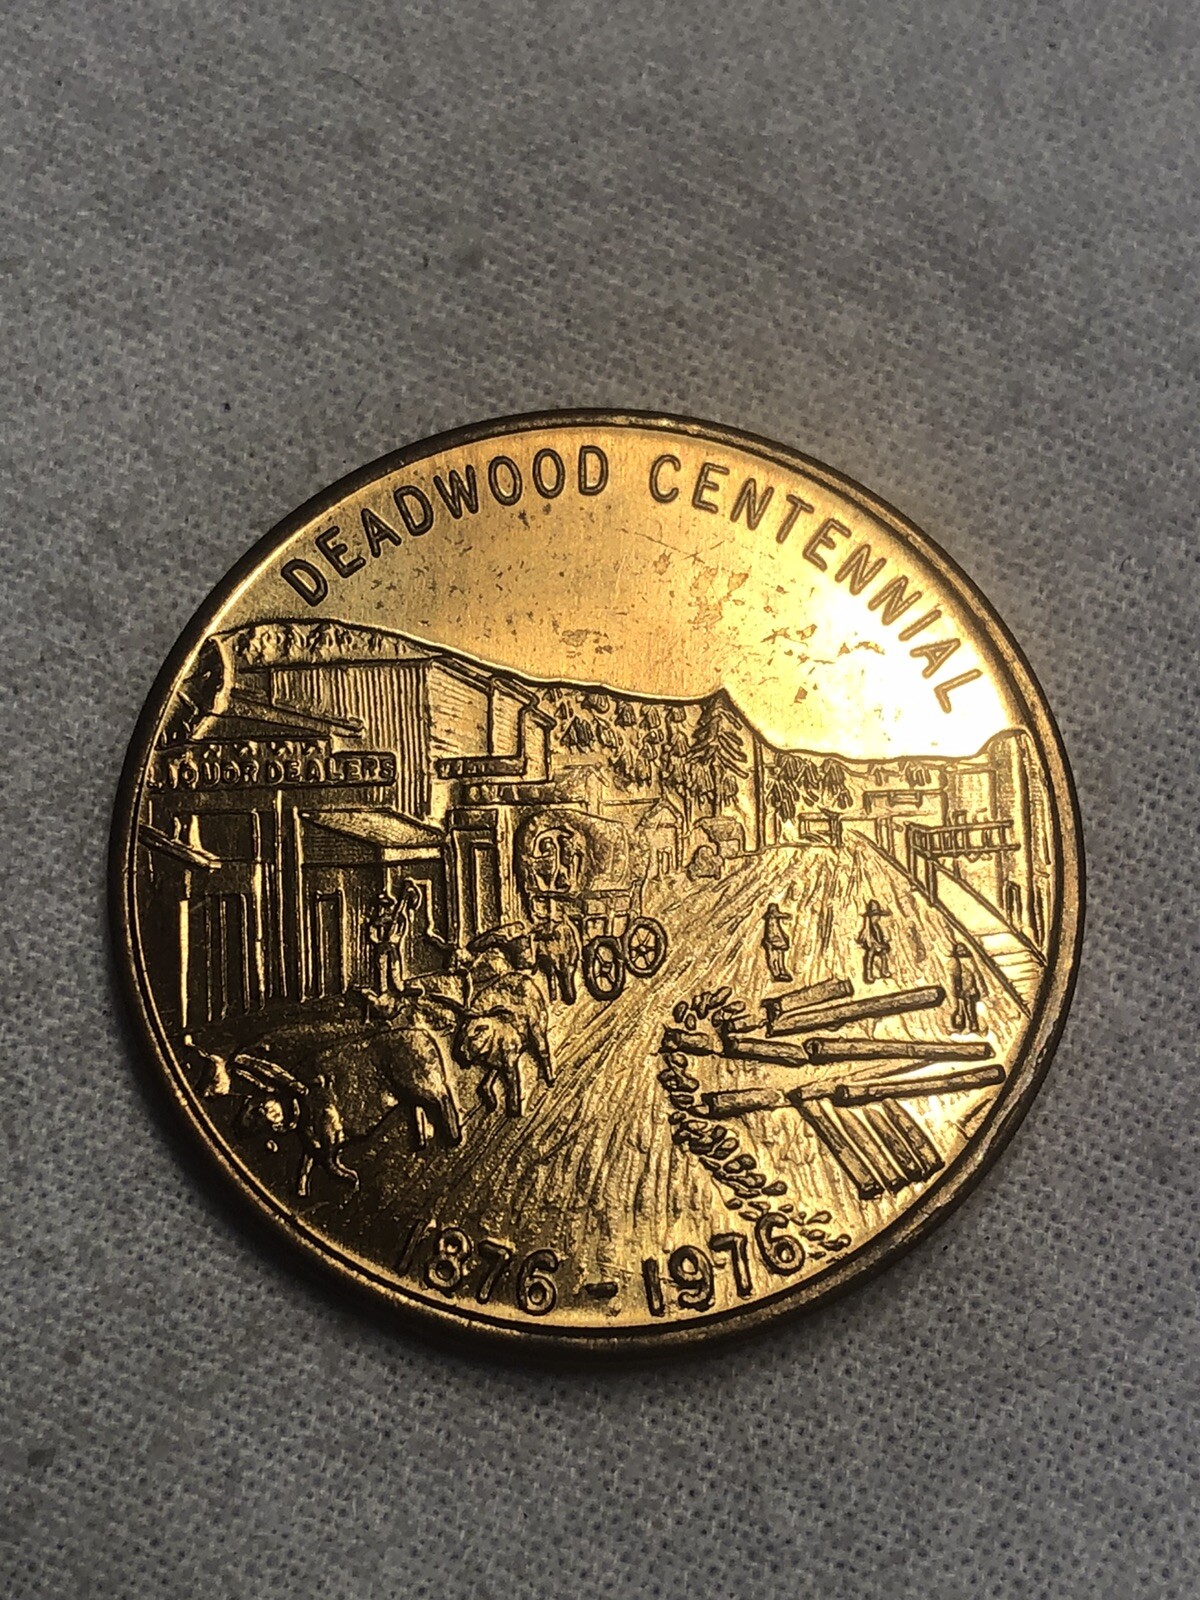 DEADWOOD CENTENNIAL
LIQUOR DEALERS
1876 - 1976